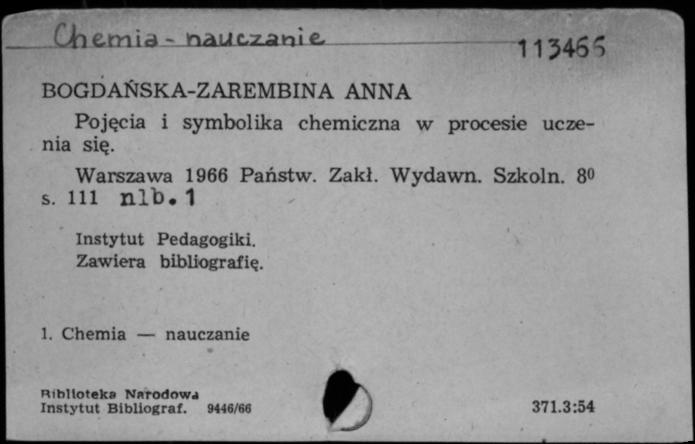 Chemia - nauczanie
113466
BOGDAŃSKA-ZAREMBINA ANNA
Pojęcia i symbolika chemiczna w procesie ucze-
nia się.
Warszawa 1966 Państw. Zakł. Wydawn. Szkoln. 8⁰
s. 111 nlb. 1
Instytut Pedagogiki.
Zawiera bibliografię.
1. Chemia — nauczanie
Biblioteka Narodowa
Instytut Bibliograf. 9446/66
371.3:54